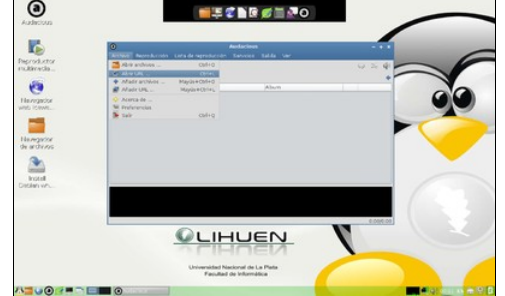 Audacious
Reproductor
multimedia...
Navegador
web Icewe...
Navegador
de archivos
Install
Debian wh...
Audacious
Archivo Reproducción Lista de reproducción Servicios Salida Ver
Abrir archivos ... Ctrl+O
Abrir URL ... Ctrl+L
Añadir archivos ... Mayús+Ctrl+O
Añadir URL ... Mayús+Ctrl+L
Acerca de ...
Preferencias
Salir Ctrl+Q
Álbum
0:00/0:00
LIHUEN
Universidad Nacional de La Plata
Facultad de Informática